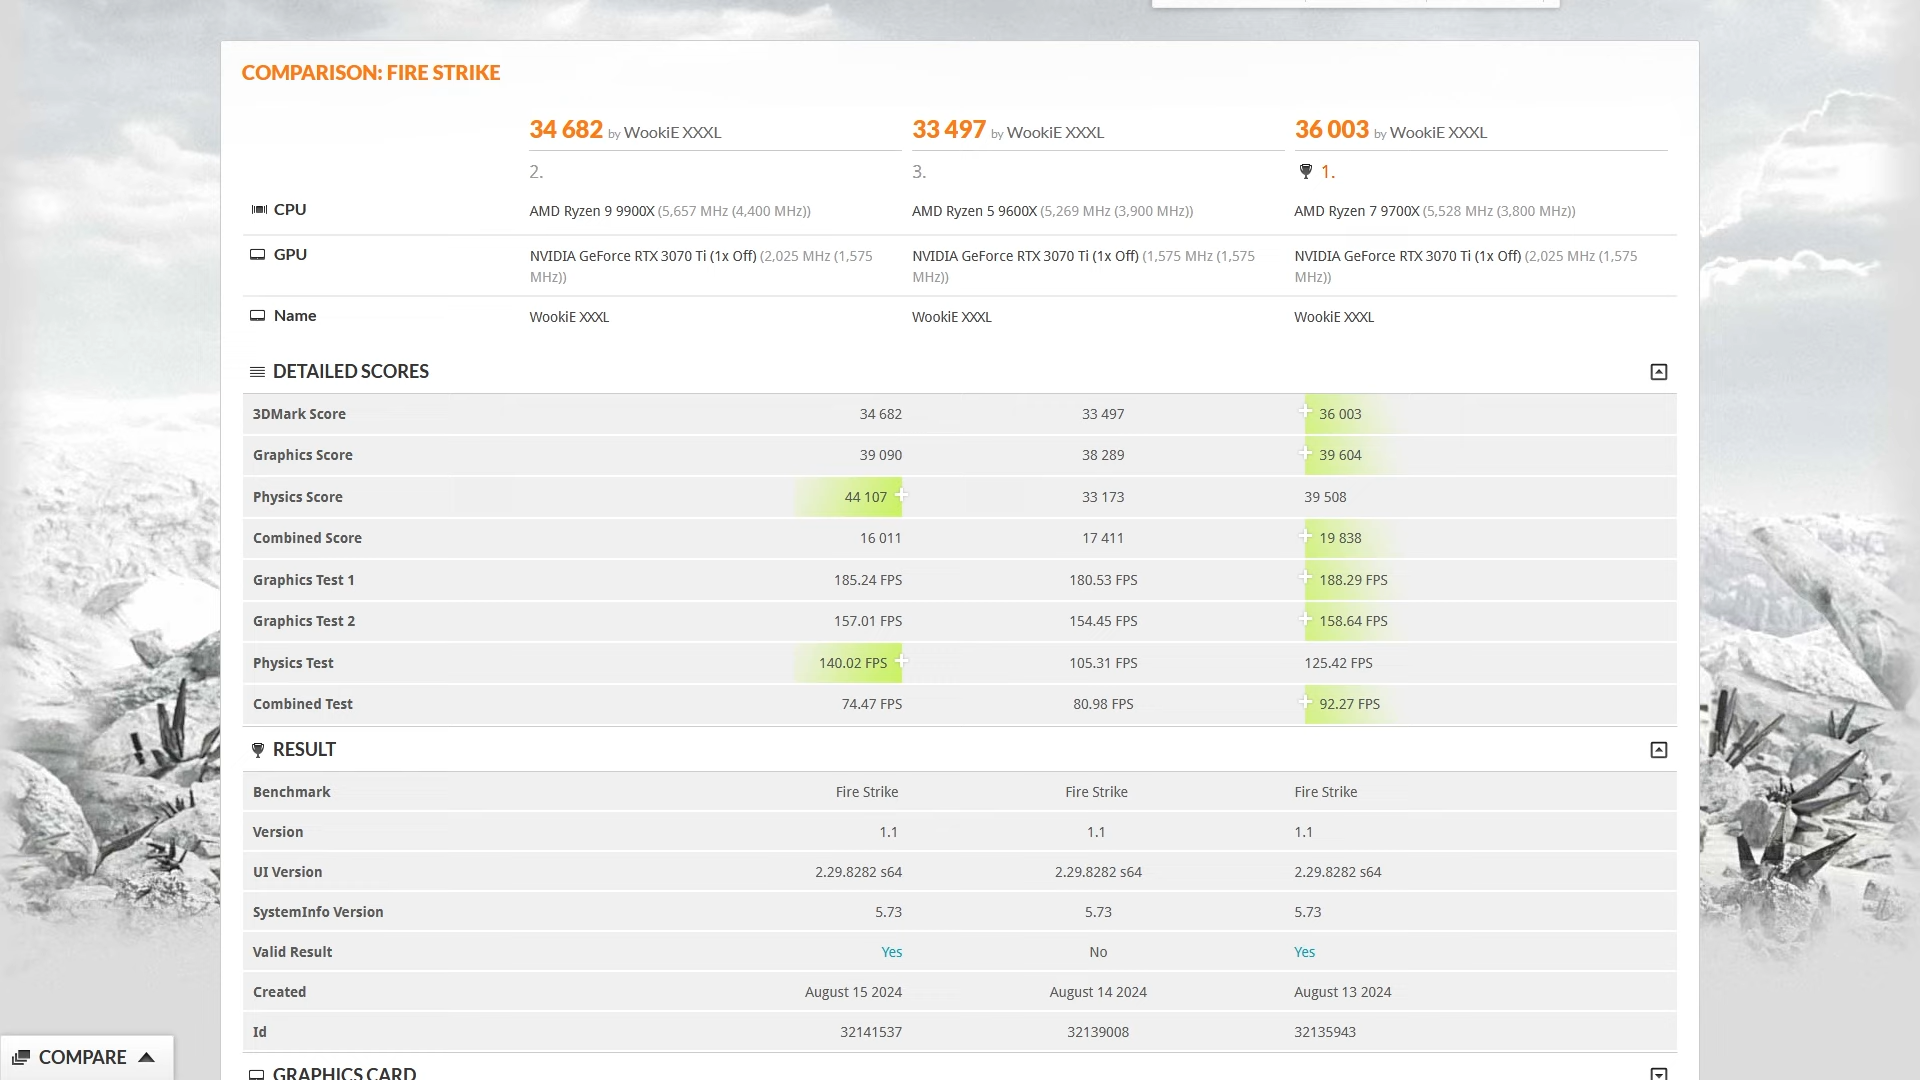 COMPARISON: FIRE STRIKE
34 682 by WookiE XXXL 33 497 by WookiE XXXL 36 003 by WookiE XXXL
2. 3. 1.
CPU AMD Ryzen 9 9900X (5,657 MHz (4,400 MHz)) AMD Ryzen 5 9600X (5,269 MHz (3,900 MHz)) AMD Ryzen 7 9700X (5,528 MHz (3,800 MHz))
GPU NVIDIA GeForce RTX 3070 Ti (1x Off) (2,025 MHz (1,575 NVIDIA GeForce RTX 3070 Ti (1x Off) (1,575 MHz (1,575 NVIDIA GeForce RTX 3070 Ti (1x Off) (2,025 MHz (1,575
MHz)) MHz)) MHz))
Name WookiE XXXL WookiE XXXL WookiE XXXL
DETAILED SCORES
3DMark Score 34 682 33 497 36 003
Graphics Score 39 090 38 289 39 604
Physics Score 44 107 33 173 39 508
Combined Score 16 011 17 411 19 838
Graphics Test 1 185.24 FPS 180.53 FPS 188.29 FPS
Graphics Test 2 157.01 FPS 154.45 FPS 158.64 FPS
Physics Test 140.02 FPS 105.31 FPS 125.42 FPS
Combined Test 74.47 FPS 80.98 FPS 92.27 FPS
RESULT
Benchmark Fire Strike Fire Strike Fire Strike
Version 1.1 1.1 1.1
UI Version 2.29.8282 s64 2.29.8282 s64 2.29.8282 s64
SystemInfo Version 5.73 5.73 5.73
Valid Result Yes No Yes
Created August 15 2024 August 14 2024 August 13 2024
Id 32141537 32139008 32135943
COMPARE
GRAPHICS CARD